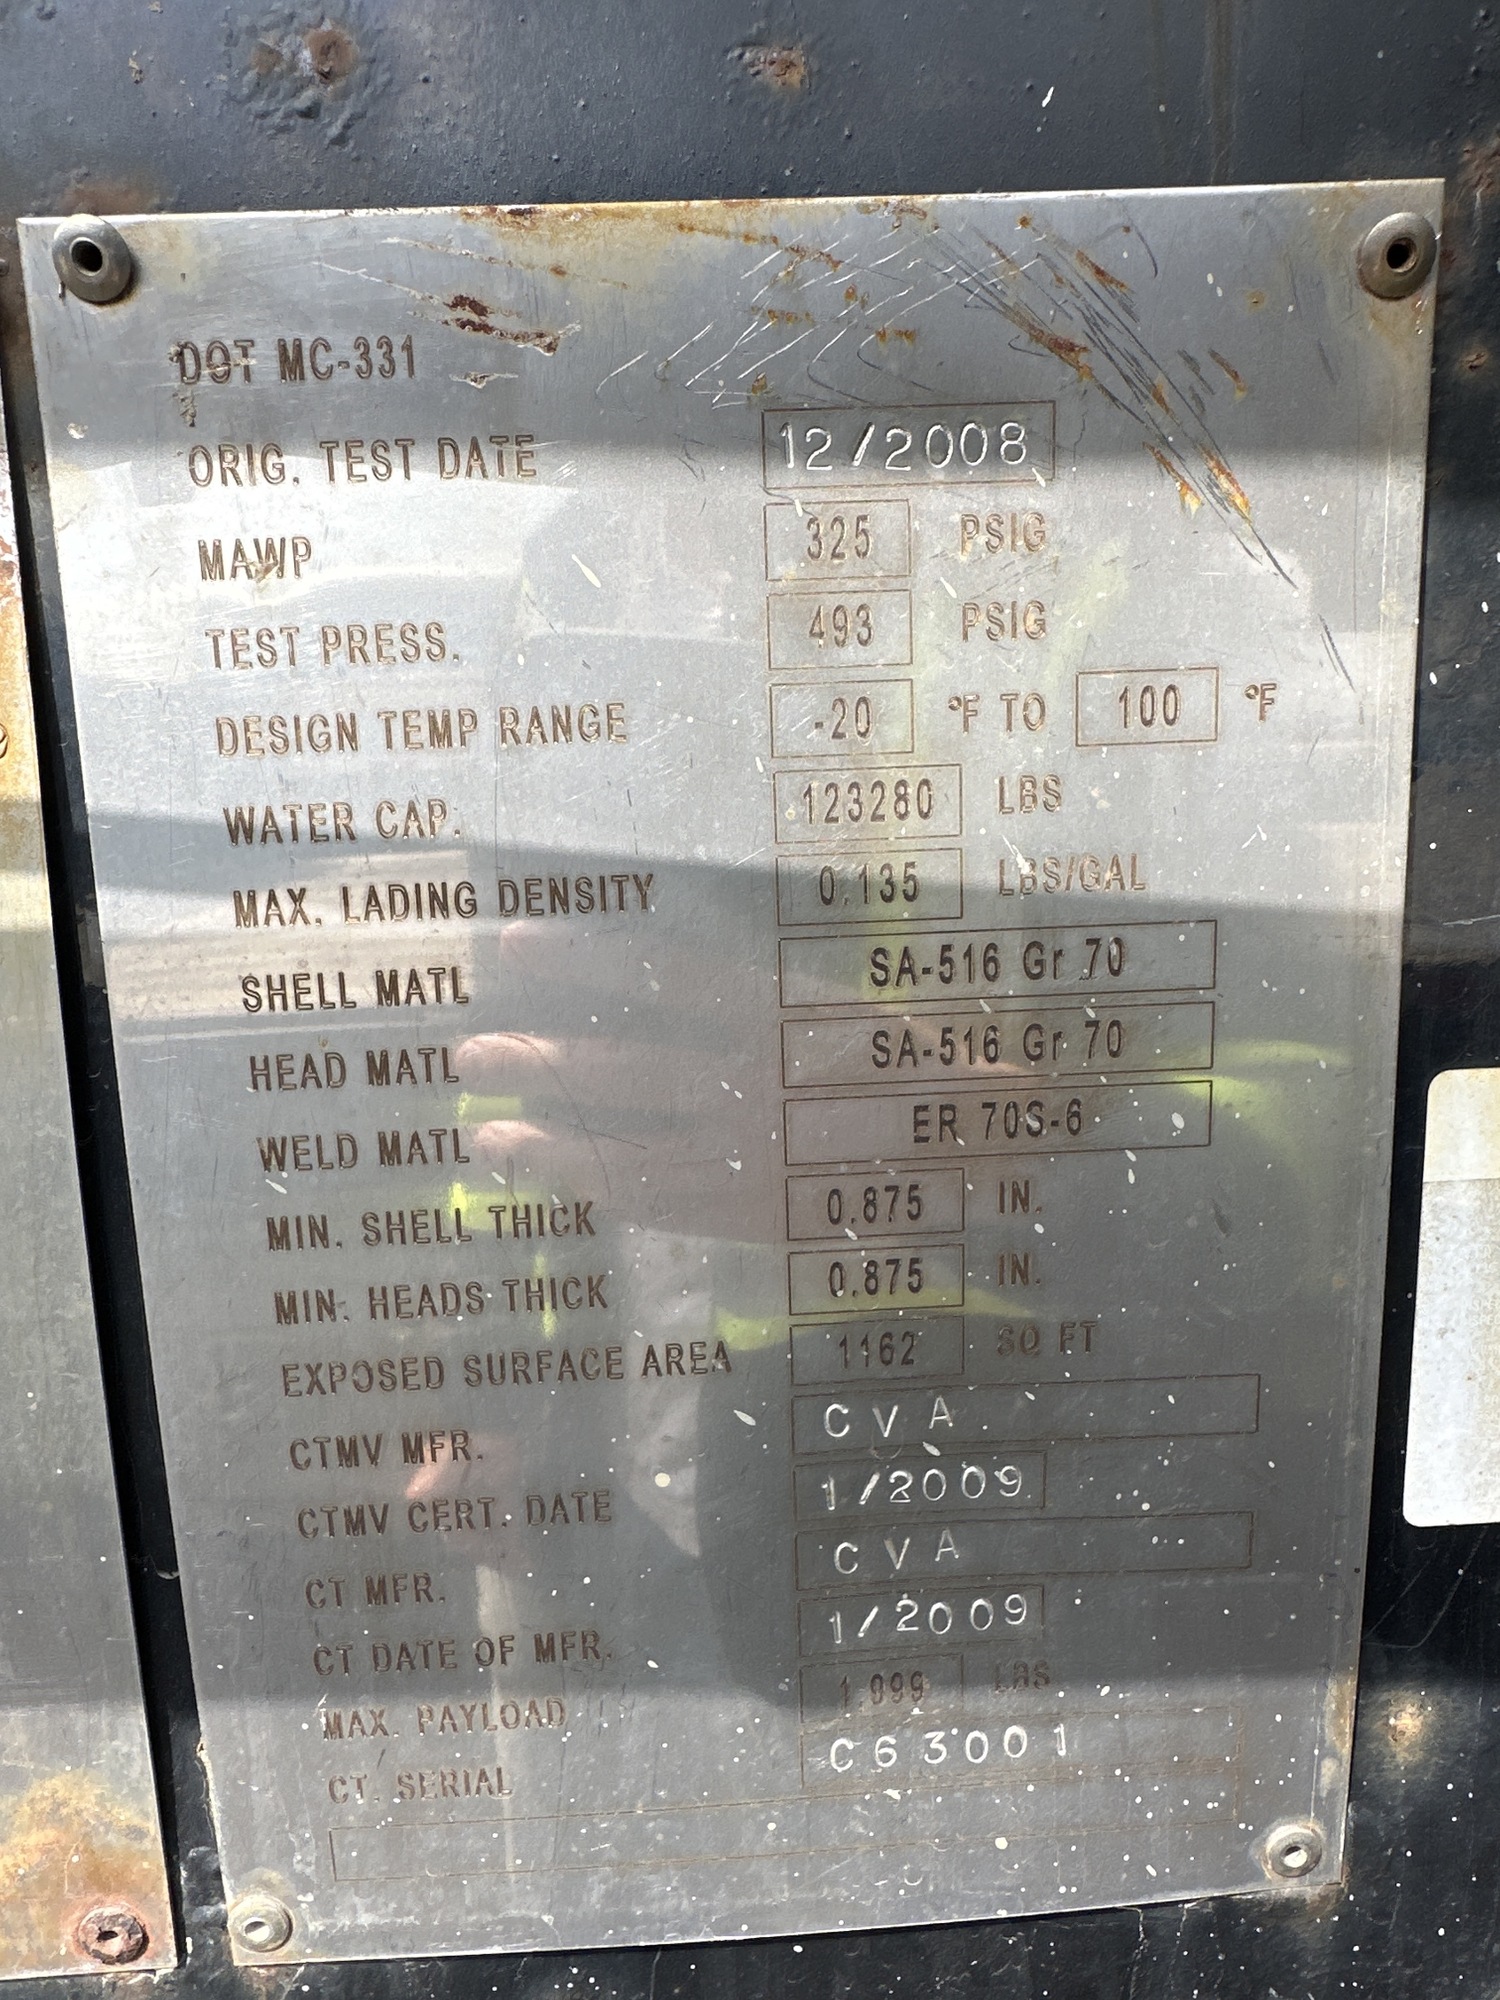 DOT MC-331
ORIG. TEST DATE 12/2008
MAWP 325 PSIG
TEST PRESS. 493 PSIG
DESIGN TEMP RANGE -20 °F TO 100 °F
WATER CAP. 123280 LBS
MAX. LADING DENSITY 0.135 LBS/GAL
SHELL MATL SA-516 Gr 70
HEAD MATL SA-516 Gr 70
WELD MATL ER 70S-6
MIN. SHELL THICK 0.875 IN.
MIN. HEADS THICK 0.875 IN.
EXPOSED SURFACE AREA 1162 SQ FT
CTMV MFR. CVA
CTMV CERT. DATE 1/2009
CT MFR. CVA
CT DATE OF MFR. 1/2009
MAX. PAYLOAD 1,999 LBS
CT. SERIAL C63001